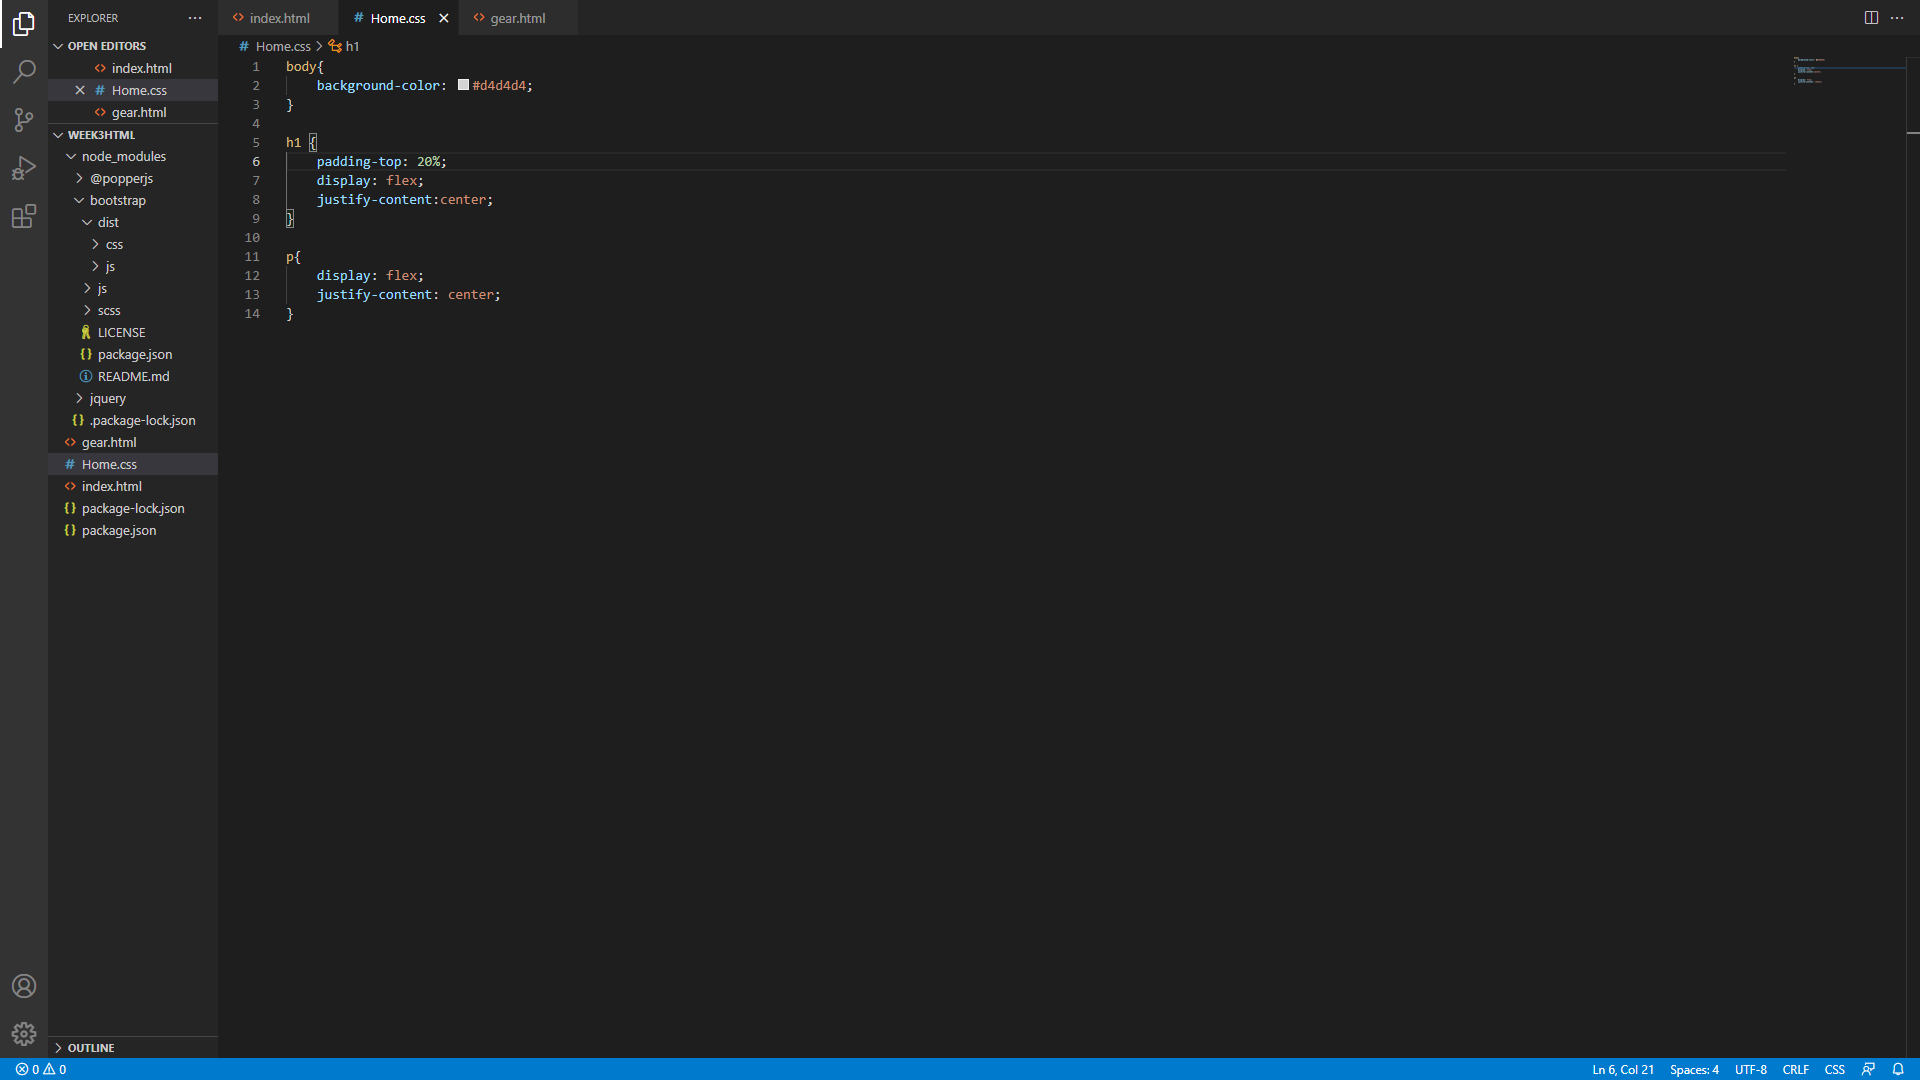 EXPLORER
OPEN EDITORS
index.html
Home.css
gear.html
WEEK3HTML
node_modules
@popperjs
bootstrap
dist
css
js
js
scss
LICENSE
package.json
README.md
jquery
.package-lock.json
gear.html
Home.css
index.html
package-lock.json
package.json
OUTLINE
index.html Home.css gear.html
# Home.css > h1
1 body{
2 background-color: #d4d4d4;
3 }
4
5 h1 {
6 padding-top: 20%;
7 display: flex;
8 justify-content:center;
9 }
10
11 p{
12 display: flex;
13 justify-content: center;
14 }
0 0 Ln 6, Col 21 Spaces: 4 UTF-8 CRLF CSS